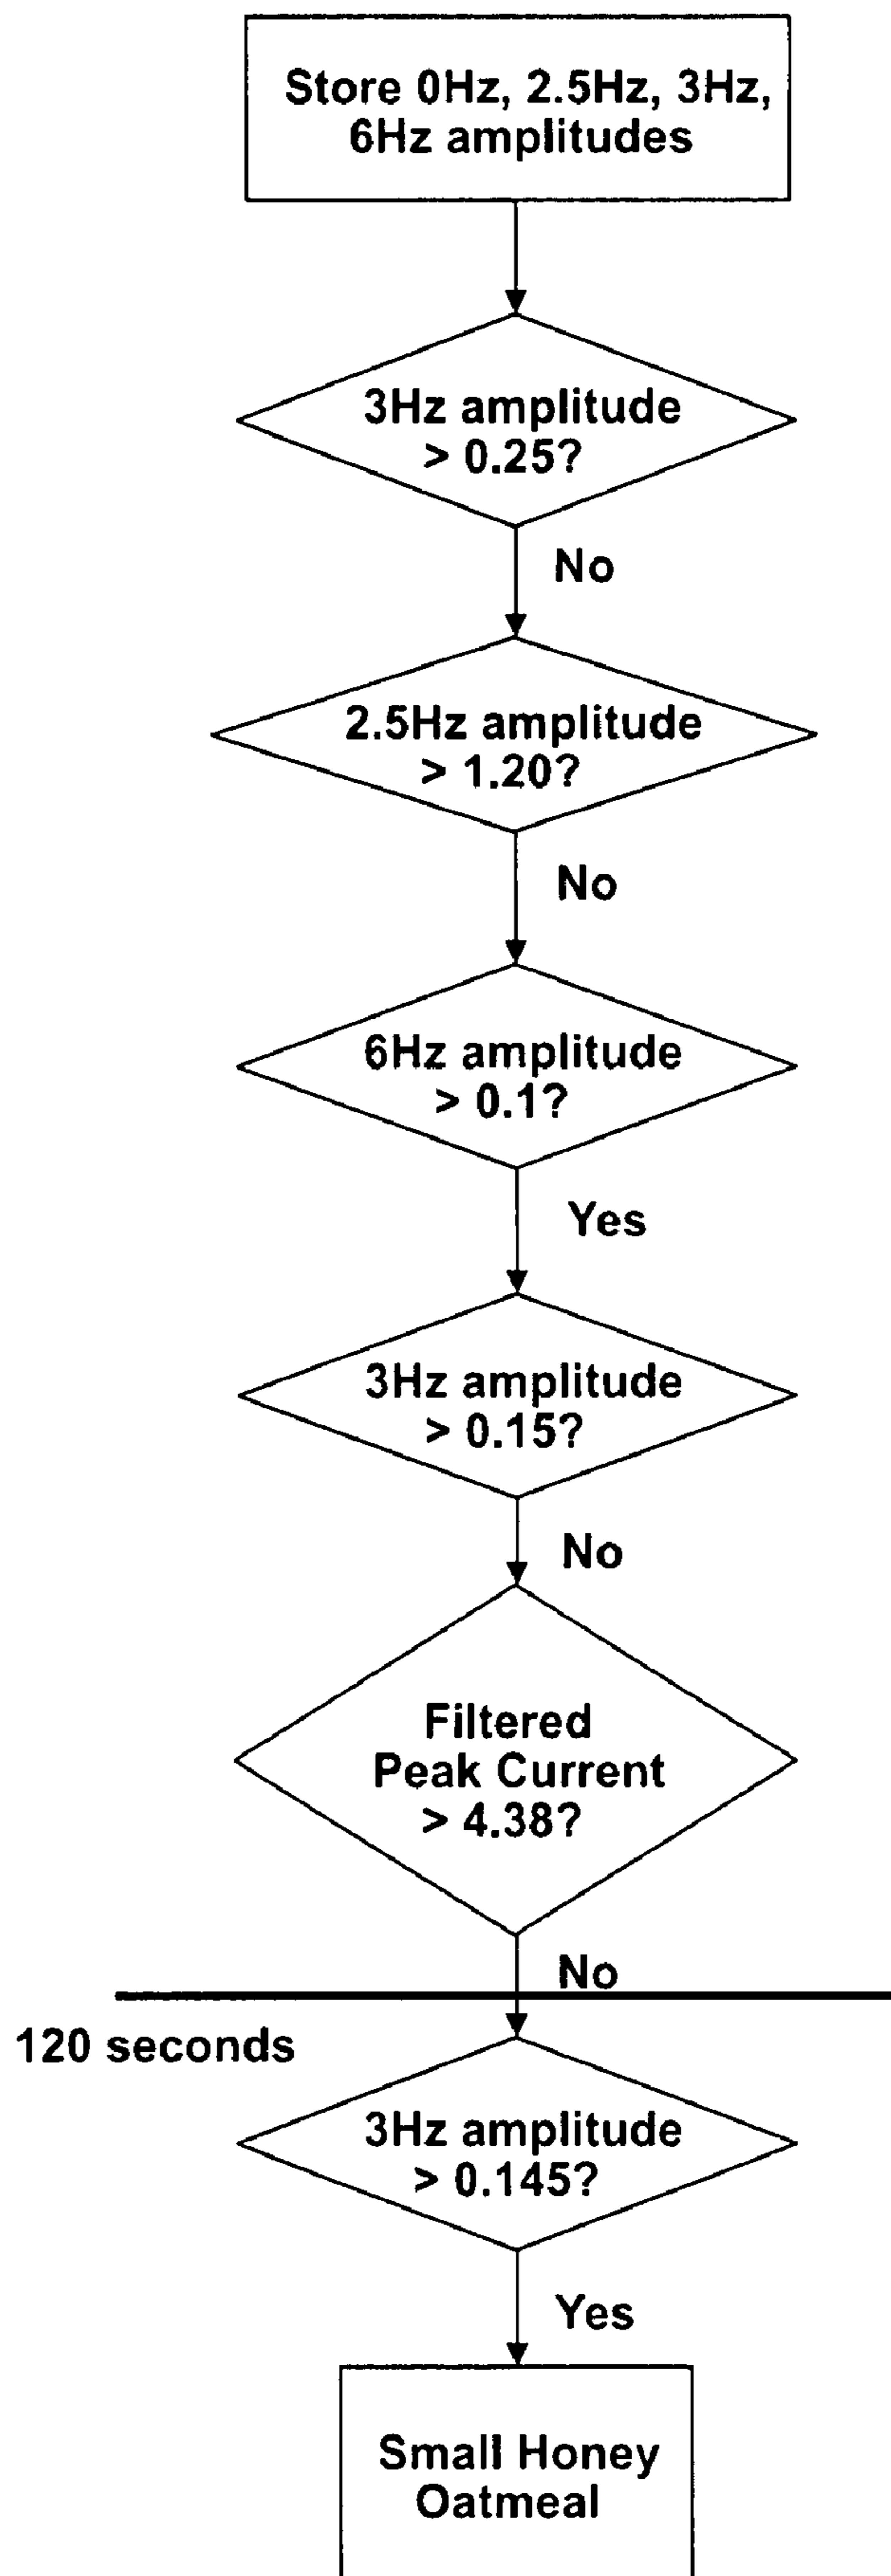 Store 0Hz, 2.5Hz, 3Hz,
6Hz amplitudes
3Hz amplitude
> 0.25?
No
2.5Hz amplitude
> 1.20?
No
6Hz amplitude
> 0.1?
Yes
3Hz amplitude
> 0.15?
No
Filtered
Peak Current
> 4.38?
No
120 seconds
3Hz amplitude
> 0.145?
Yes
Small Honey
Oatmeal